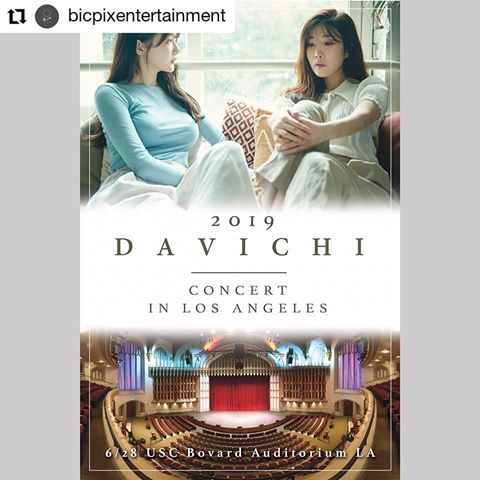 bicpixentertainment
2019
DAVICHI
CONCERT
IN LOS ANGELES
6/28 USC Bovard Auditorium LA